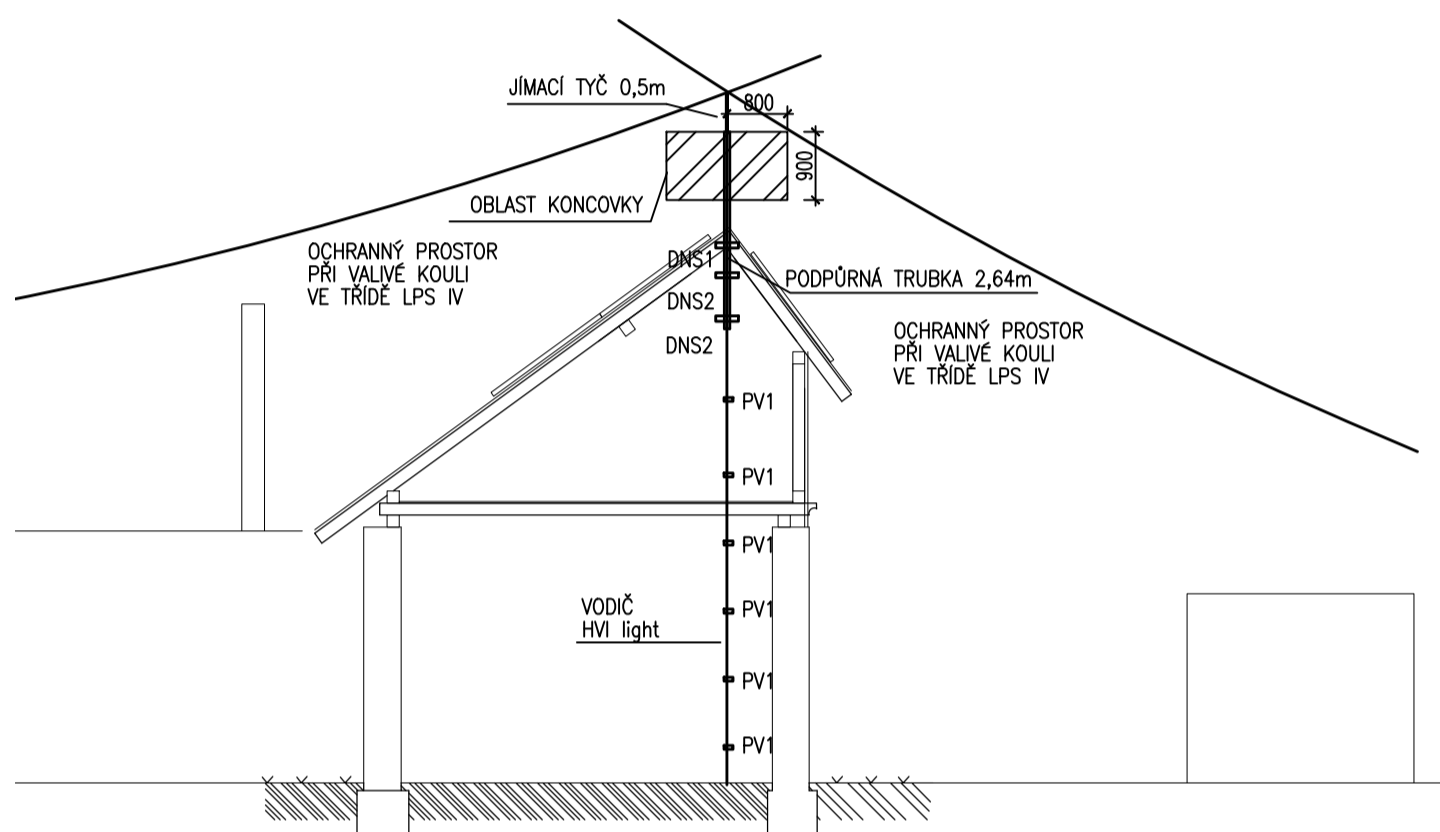 JÍMACÍ TYČ 0,5m
800
900
OBLAST KONCOVKY
OCHRANNÝ PROSTOR
PŘI VALIVÉ KOULI
VE TŘÍDĚ LPS IV
DNS1
PODPŮRNÁ TRUBKA 2,64m
DNS2
DNS2
OCHRANNÝ PROSTOR
PŘI VALIVÉ KOULI
VE TŘÍDĚ LPS IV
PV1
PV1
PV1
VODIČ
HVI light
PV1
PV1
PV1